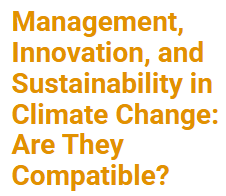 Management,
Innovation, and
Sustainability in
Climate Change:
Are They
Compatible?